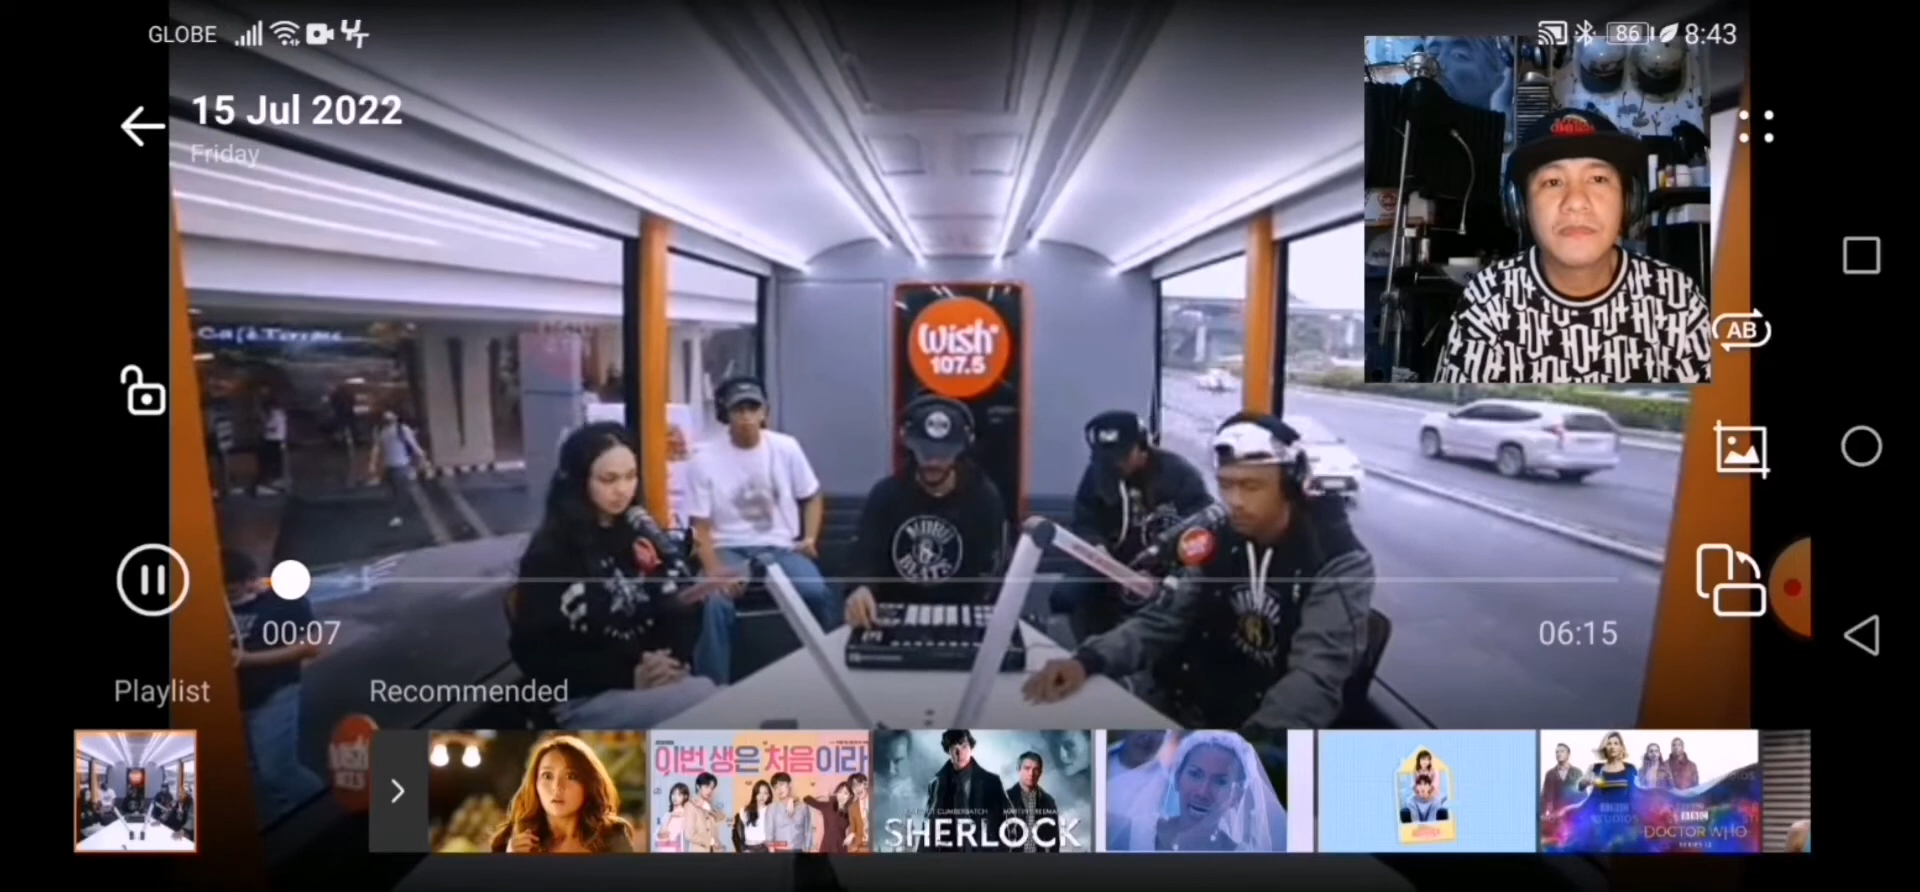 GLOBE
86
8:43
15 Jul 2022
Friday
AB
Wish
107.5
00:07
06:15
Playlist
Recommended
이번 생은 처음이라
SHERLOCK
DOCTOR WHO